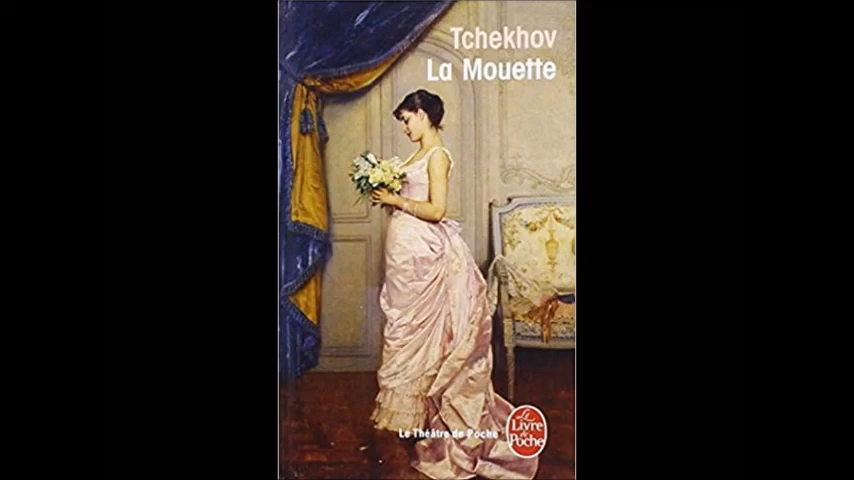 Tchekhov
La Mouette
Le Théâtre de Poche
Le
Livre
de
Poche